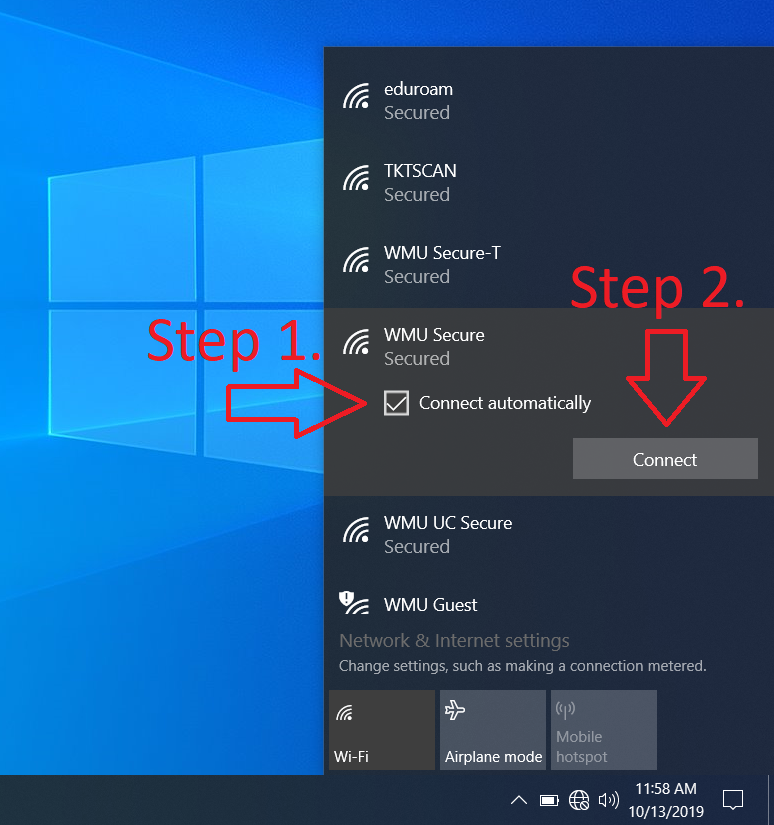 eduroam
Secured
TKTSCAN
Secured
WMU Secure-T
Secured
Step 2.
WMU Secure
Step 1.
Secured
Connect automatically
Connect
WMU UC Secure
Secured
WMU Guest
Network & Internet settings
Change settings, such as making a connection metered.
Wi-Fi
Airplane mode
Mobile
hotspot
11:58 AM
10/13/2019